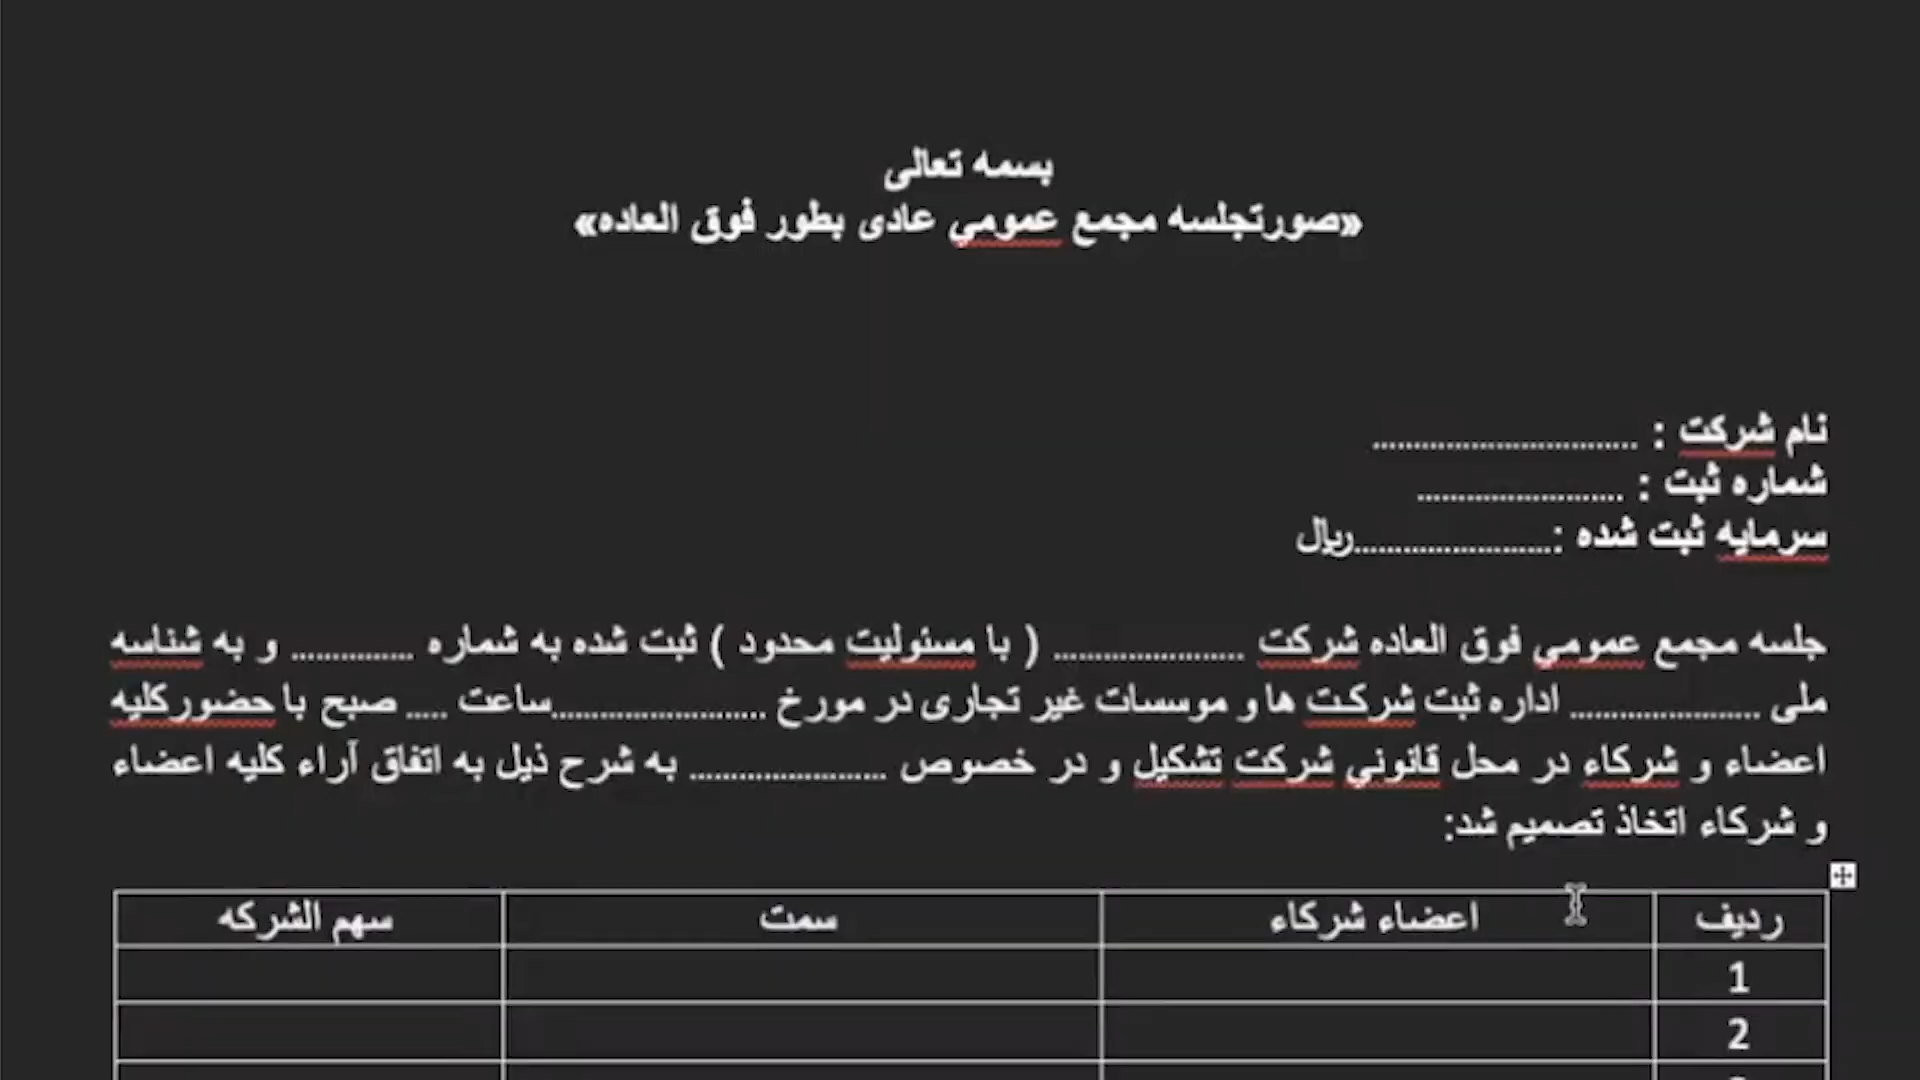 بسمه تعالی
«صورتجلسه مجمع عمومي عادی بطور فوق العاده»
نام شرکت : ................................
شماره ثبت : .........................
سرمایه ثبت شده :........................ریال
جلسه مجمع عمومي فوق العاده شرکت ....................... ( با مسئولیت محدود ) ثبت شده به شماره ............... و به شناسه
ملی ....................... اداره ثبت شرکت ها و موسسات غیر تجاری در مورخ ..........................ساعت ..... صبح با حضورکلیه
اعضاء و شرکاء در محل قانوني شرکت تشکیل و در خصوص ........................ به شرح ذیل به اتفاق آراء کلیه اعضاء
و شرکاء اتخاذ تصمیم شد:
ردیف اعضاء شرکاء سمت سهم الشرکه
1
2